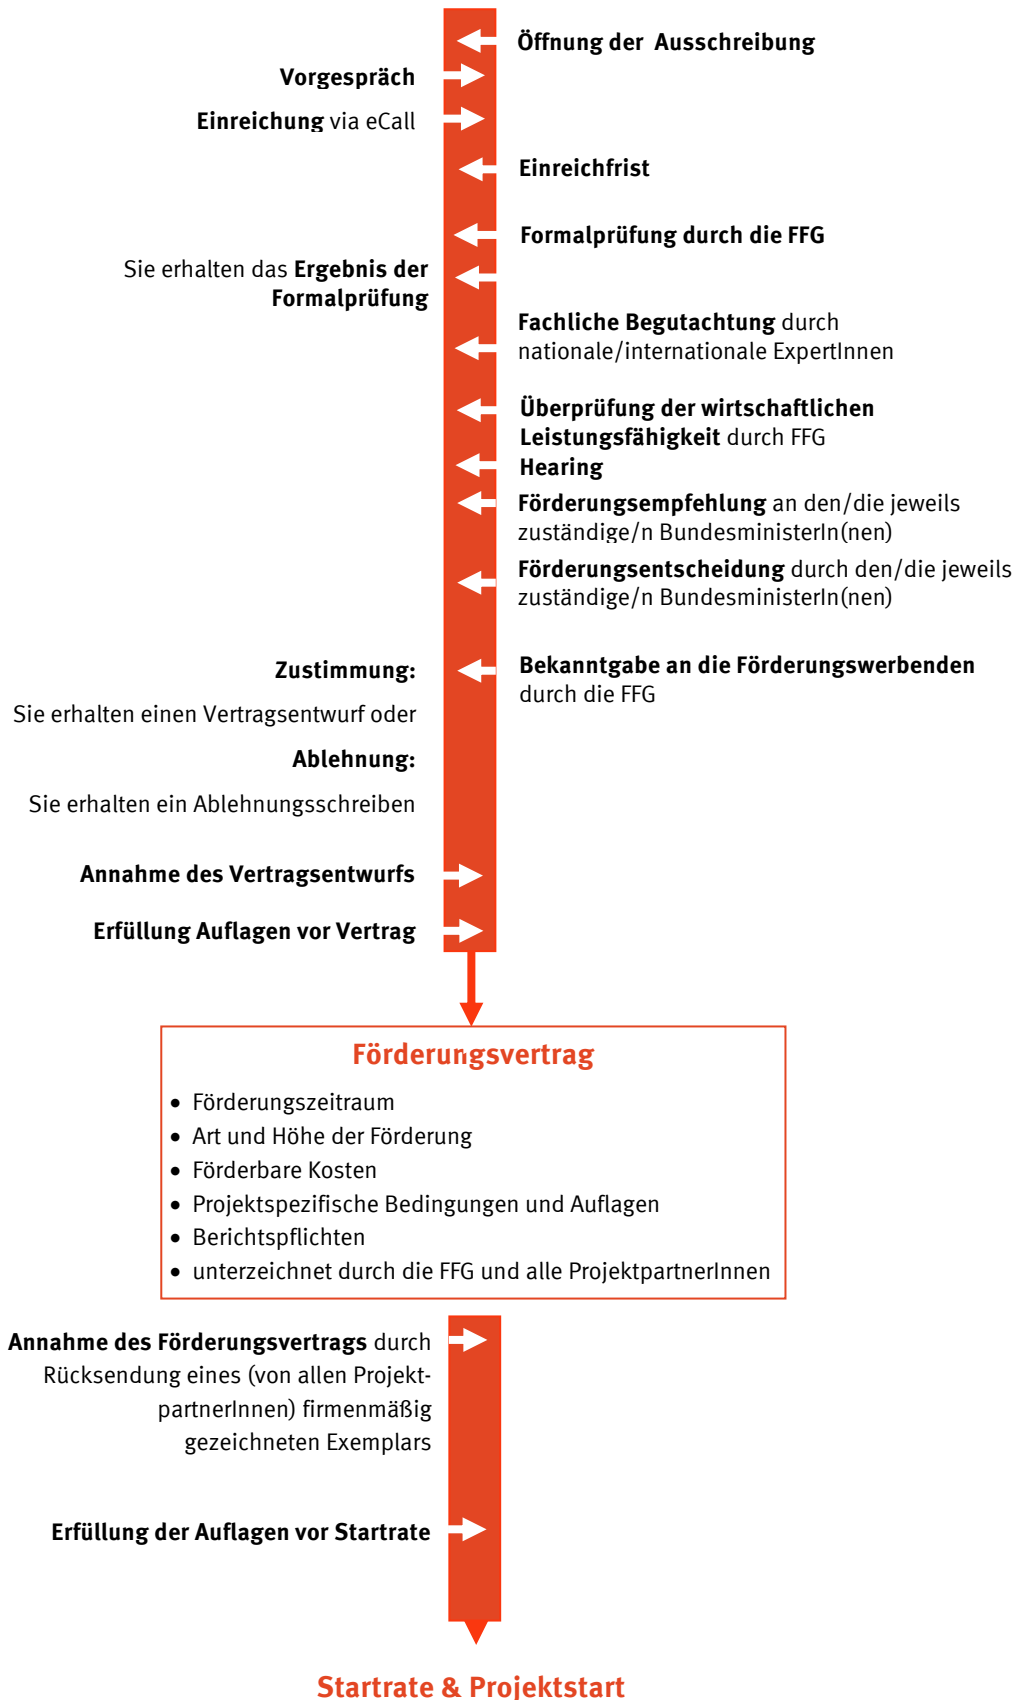 Öffnung der Ausschreibung
Vorgespräch
Einreichung via eCall
Einreichfrist
Formalprüfung durch die FFG
Sie erhalten das Ergebnis der
Formalprüfung
Fachliche Begutachtung durch
nationale/internationale ExpertInnen
Überprüfung der wirtschaftlichen
Leistungsfähigkeit durch FFG
Hearing
Förderungsempfehlung an den/die jeweils
zuständige/n BundesministerIn(nen)
Förderungsentscheidung durch den/die jeweils
zuständige/n BundesministerIn(nen)
Bekanntgabe an die Förderungswerbenden
durch die FFG
Zustimmung:
Sie erhalten einen Vertragsentwurf oder
Ablehnung:
Sie erhalten ein Ablehnungsschreiben
Annahme des Vertragsentwurfs
Erfüllung Auflagen vor Vertrag
Förderungsvertrag
• Förderungszeitraum
• Art und Höhe der Förderung
• Förderbare Kosten
• Projektspezifische Bedingungen und Auflagen
• Berichtspflichten
• unterzeichnet durch die FFG und alle ProjektpartnerInnen
Annahme des Förderungsvertrags durch
Rücksendung eines (von allen Projekt-
partnerInnen) firmenmäßig
gezeichneten Exemplars
Erfüllung der Auflagen vor Startrate
Startrate & Projektstart